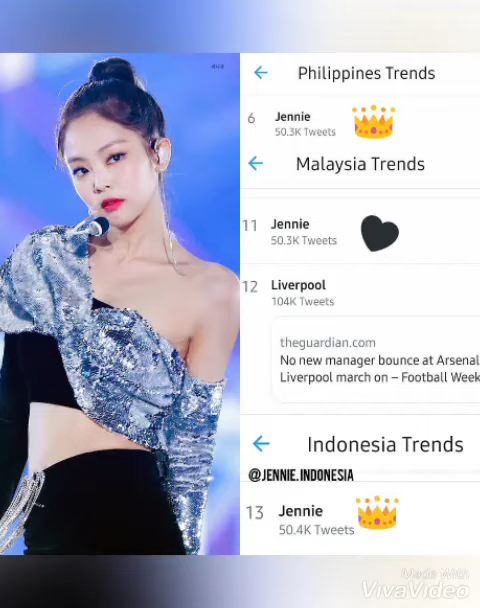 Philippines Trends
6 Jennie
50.3K Tweets
Malaysia Trends
11 Jennie
50.3K Tweets
12 Liverpool
104K Tweets
theguardian.com
No new manager bounce at Arsenal
Liverpool march on – Football Week
Indonesia Trends
@JENNIE.INDONESIA
13 Jennie
50.4K Tweets
Made With
VivaVideo